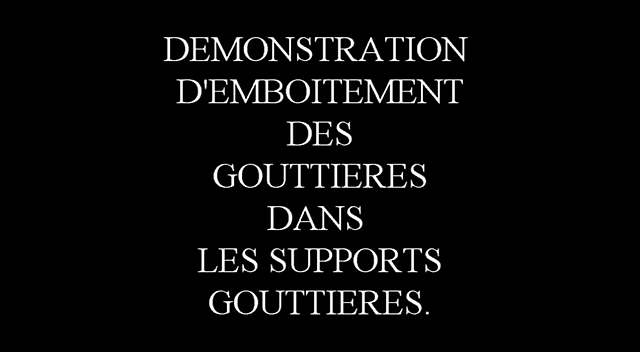 DEMONSTRATION
D'EMBOITEMENT
DES
GOUTTIERES
DANS
LES SUPPORTS
GOUTTIERES.